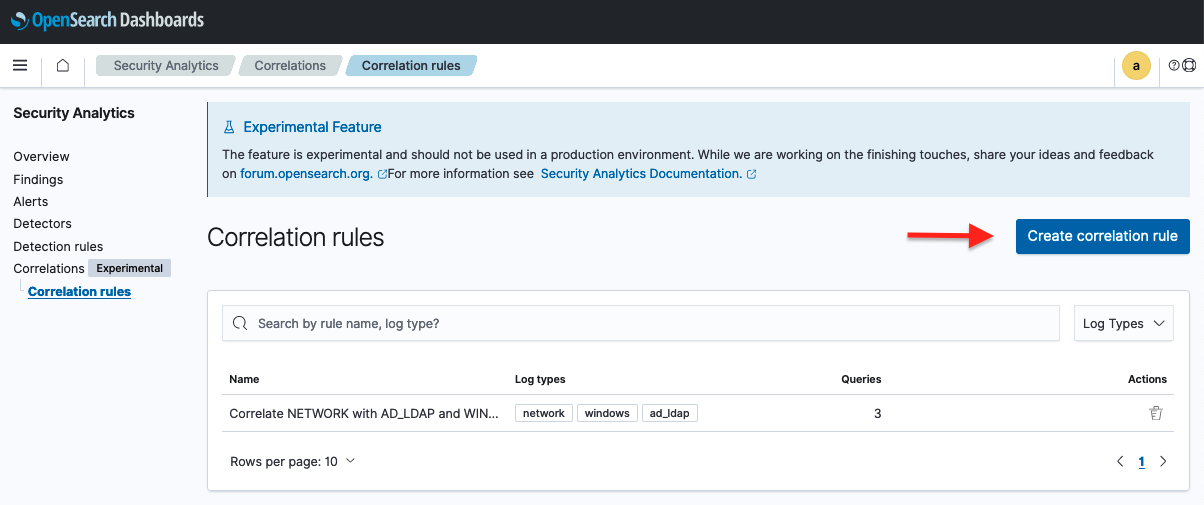 OpenSearch Dashboards
Security Analytics
Correlations
Correlation rules
a
Security Analytics
Overview
Findings
Alerts
Detectors
Detection rules
Correlations Experimental
Correlation rules
Experimental Feature
The feature is experimental and should not be used in a production environment. While we are working on the finishing touches, share your ideas and feedback
on forum.opensearch.org. For more information see Security Analytics Documentation.
Correlation rules
Create correlation rule
Search by rule name, log type?
Log Types
Name Log types Queries Actions
Correlate NETWORK with AD_LDAP and WIN... network windows ad_ldap 3
Rows per page: 10
1